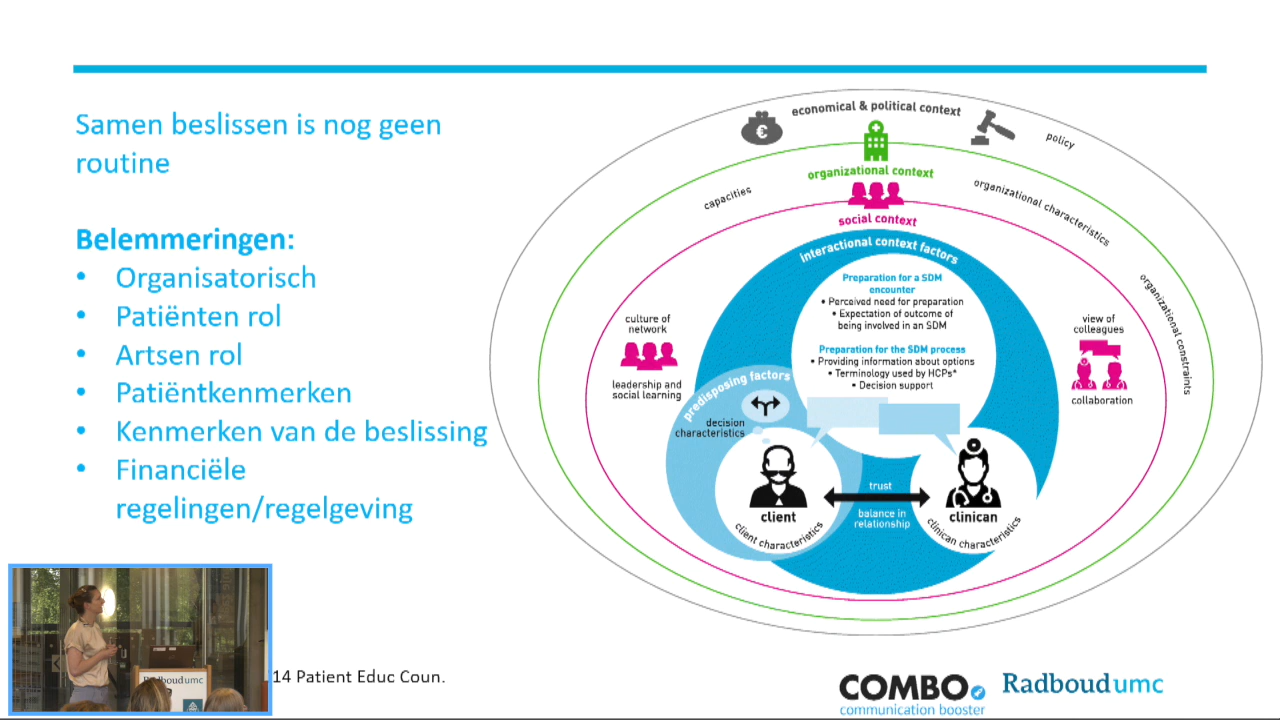 Samen beslissen is nog geen
routine
Belemmeringen:
• Organisatorisch
• Patiënten rol
• Artsen rol
• Patiëntkenmerken
• Kenmerken van de beslissing
• Financiële
regelingen/regelgeving
economical & political context
policy
organizational context
capacities
organizational characteristics
organizational constraints
social context
interactional context factors
Preparation for a SDM
encounter
• Perceived need for preparation
• Expectation of outcome of
being involved in an SDM
Preparation for the SDM process
• Providing information about options
• Terminology used by HCPs*
• Decision support
culture of
network
leadership and
social learning
view of
colleagues
collaboration
predisposing factors
decision
characteristics
client
client characteristics
trust
balance in
relationship
clinican
clinican characteristics
Radboudumc
14 Patient Educ Coun.
COMBO
communication booster
Radboudumc